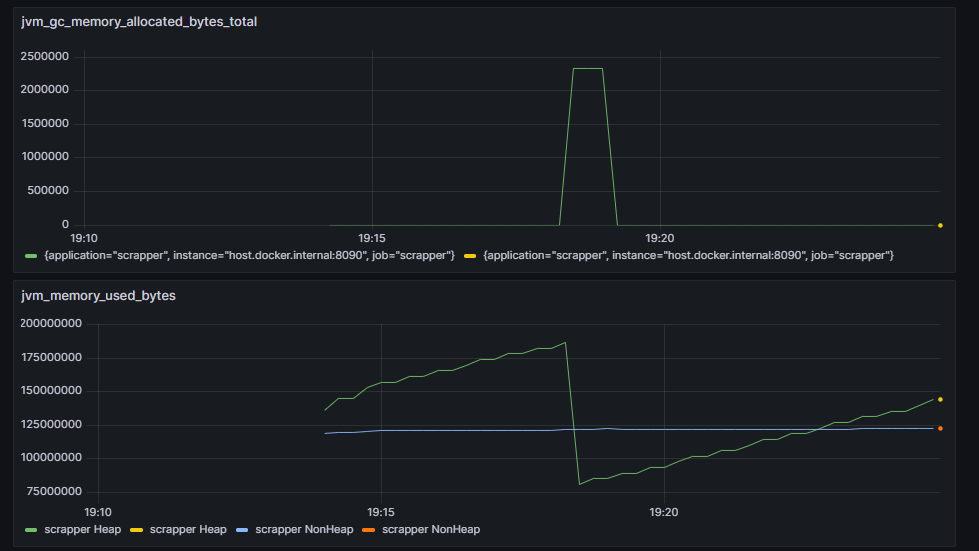 jvm_gc_memory_allocated_bytes_total
2500000
2000000
1500000
1000000
500000
0
19:10 19:15 19:20
{application="scrapper", instance="host.docker.internal:8090", job="scrapper"} {application="scrapper", instance="host.docker.internal:8090", job="scrapper"}
jvm_memory_used_bytes
200000000
175000000
150000000
125000000
100000000
75000000
19:10 19:15 19:20
scrapper Heap scrapper Heap scrapper NonHeap scrapper NonHeap